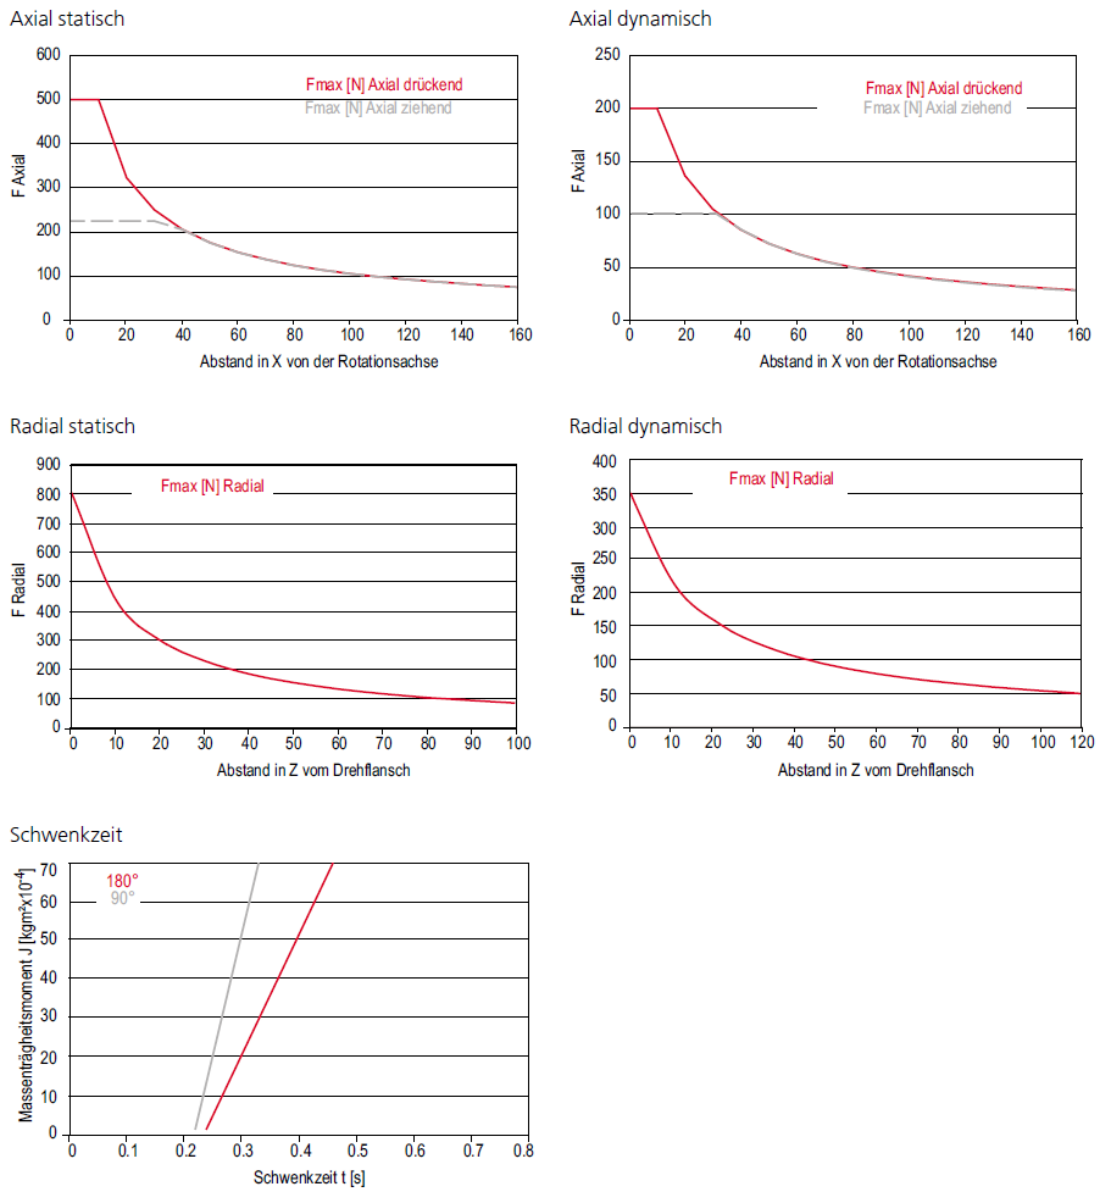 Axial statisch
600
500
400
300
200
100
0
F Axial
Fmax [N] Axial drückend
Fmax [N] Axial ziehend
0 20 40 60 80 100 120 140 160
Abstand in X von der Rotationsachse
Axial dynamisch
250
200
150
100
50
0
F Axial
Fmax [N] Axial drückend
Fmax [N] Axial ziehend
0 20 40 60 80 100 120 140 160
Abstand in X von der Rotationsachse
Radial statisch
900
800
700
600
500
400
300
200
100
0
F Radial
Fmax [N] Radial
0 10 20 30 40 50 60 70 80 90 100
Abstand in Z vom Drehflansch
Radial dynamisch
400
350
300
250
200
150
100
50
0
F Radial
Fmax [N] Radial
0 10 20 30 40 50 60 70 80 90 100 120
Abstand in Z vom Drehflansch
Schwenkzeit
70
60
50
40
30
20
10
0
Massenträgheitsmoment J [kgm²x10⁻⁴]
180°
90°
0 0.1 0.2 0.3 0.4 0.5 0.6 0.7 0.8
Schwenkzeit t [s]